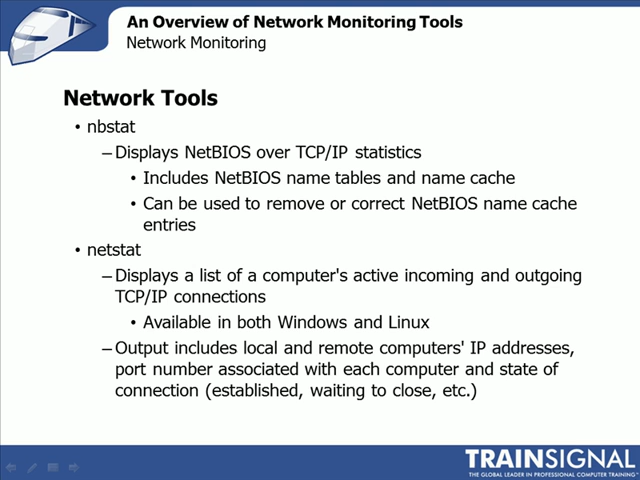 An Overview of Network Monitoring Tools
Network Monitoring
Network Tools
• nbstat
– Displays NetBIOS over TCP/IP statistics
• Includes NetBIOS name tables and name cache
• Can be used to remove or correct NetBIOS name cache
entries
• netstat
– Displays a list of a computer's active incoming and outgoing
TCP/IP connections
• Available in both Windows and Linux
– Output includes local and remote computers' IP addresses,
port number associated with each computer and state of
connection (established, waiting to close, etc.)
TRAINSIGNAL
THE GLOBAL LEADER IN PROFESSIONAL COMPUTER TRAINING